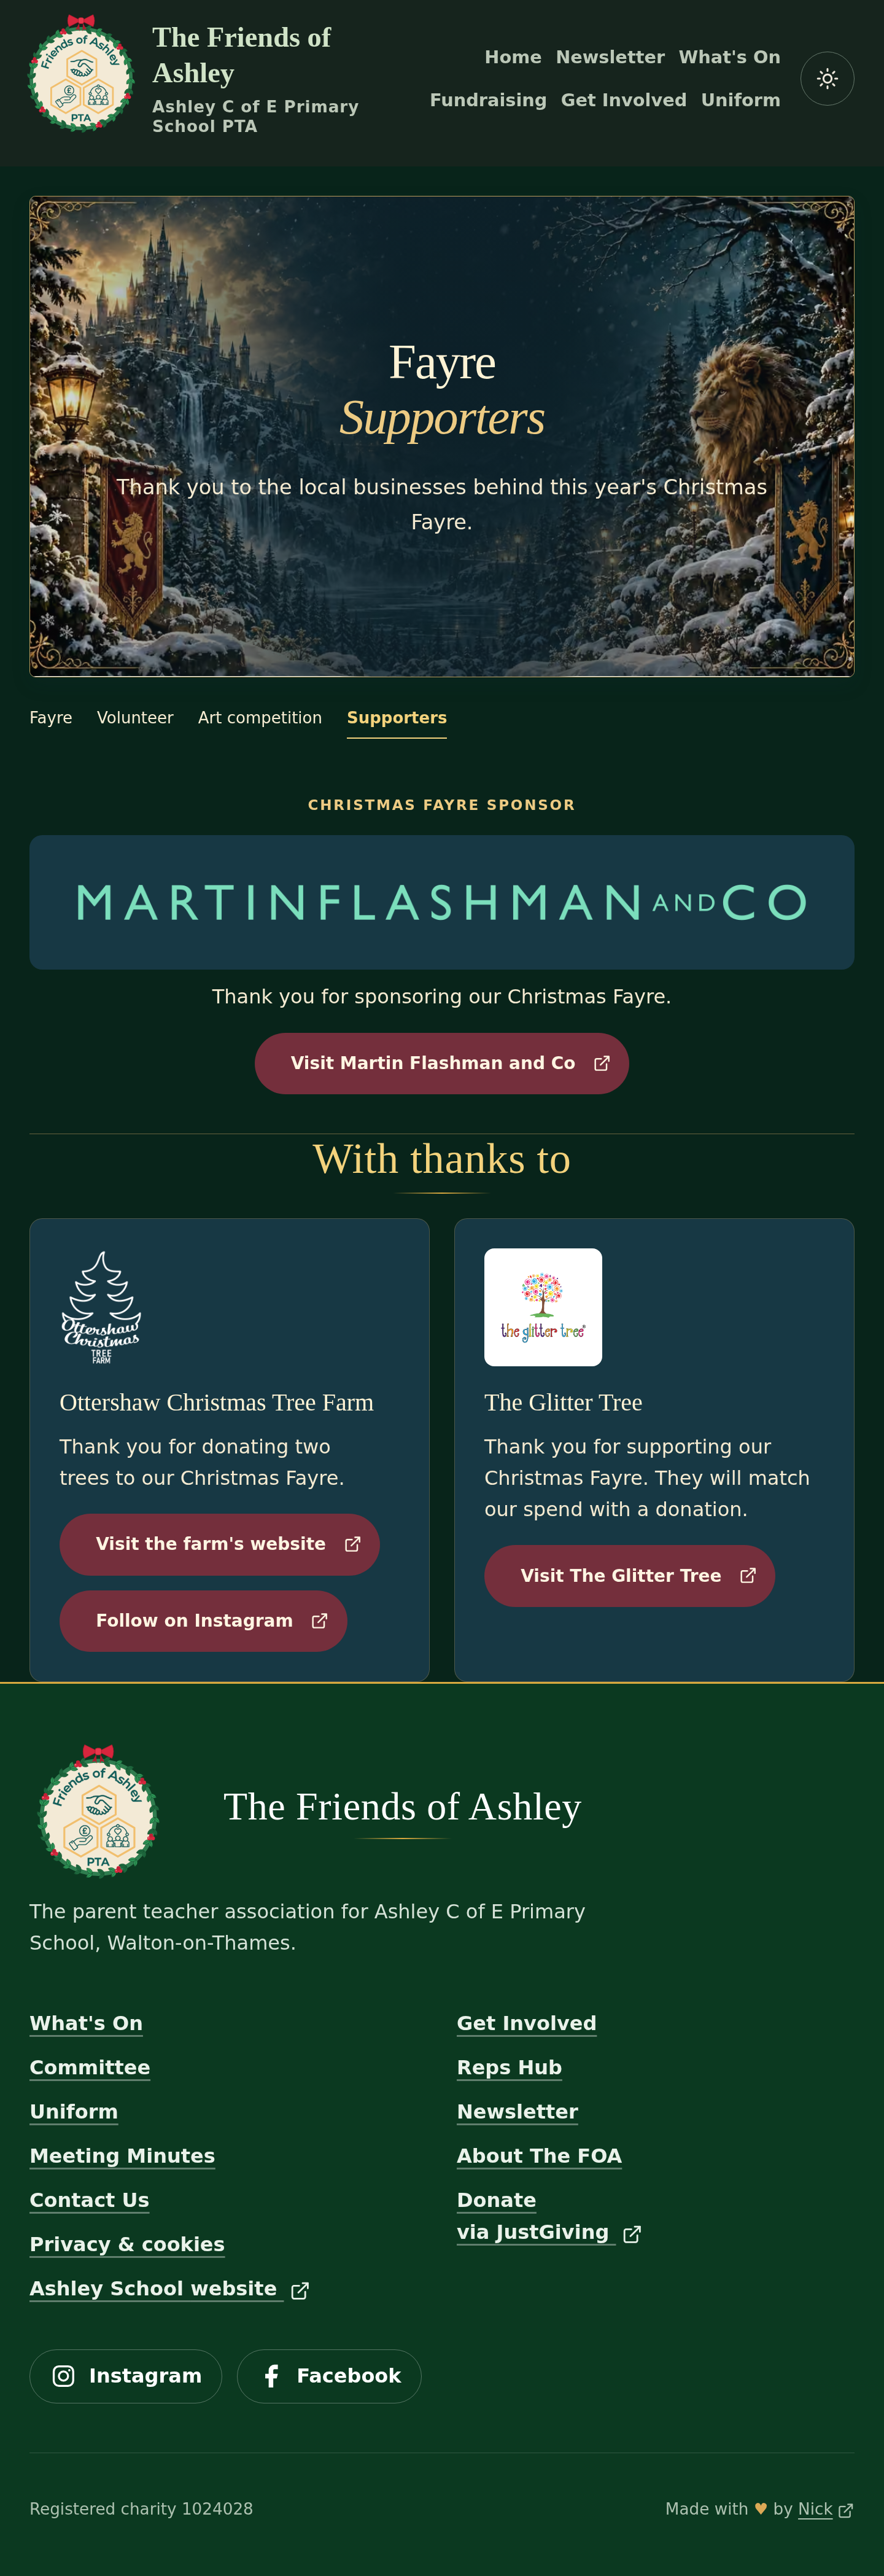 Friends of Ashley
PTA
The Friends of
Ashley
Ashley C of E Primary
School PTA
Home Newsletter What's On
Fundraising Get Involved Uniform
Fayre
Supporters
Thank you to the local businesses behind this year's Christmas
Fayre.
Fayre Volunteer Art competition Supporters
CHRISTMAS FAYRE SPONSOR
MARTINFLASHMANANDCO
Thank you for sponsoring our Christmas Fayre.
Visit Martin Flashman and Co
With thanks to
Ottershaw
Christmas
TREE
FARM
Ottershaw Christmas Tree Farm
Thank you for donating two
trees to our Christmas Fayre.
Visit the farm's website
Follow on Instagram
the glitter tree
The Glitter Tree
Thank you for supporting our
Christmas Fayre. They will match
our spend with a donation.
Visit The Glitter Tree
Friends of Ashley
£
PTA
The Friends of Ashley
The parent teacher association for Ashley C of E Primary
School, Walton-on-Thames.
What's On
Committee
Uniform
Meeting Minutes
Contact Us
Privacy & cookies
Ashley School website
Get Involved
Reps Hub
Newsletter
About The FOA
Donate
via JustGiving
Instagram
Facebook
Registered charity 1024028
Made with ♥ by Nick